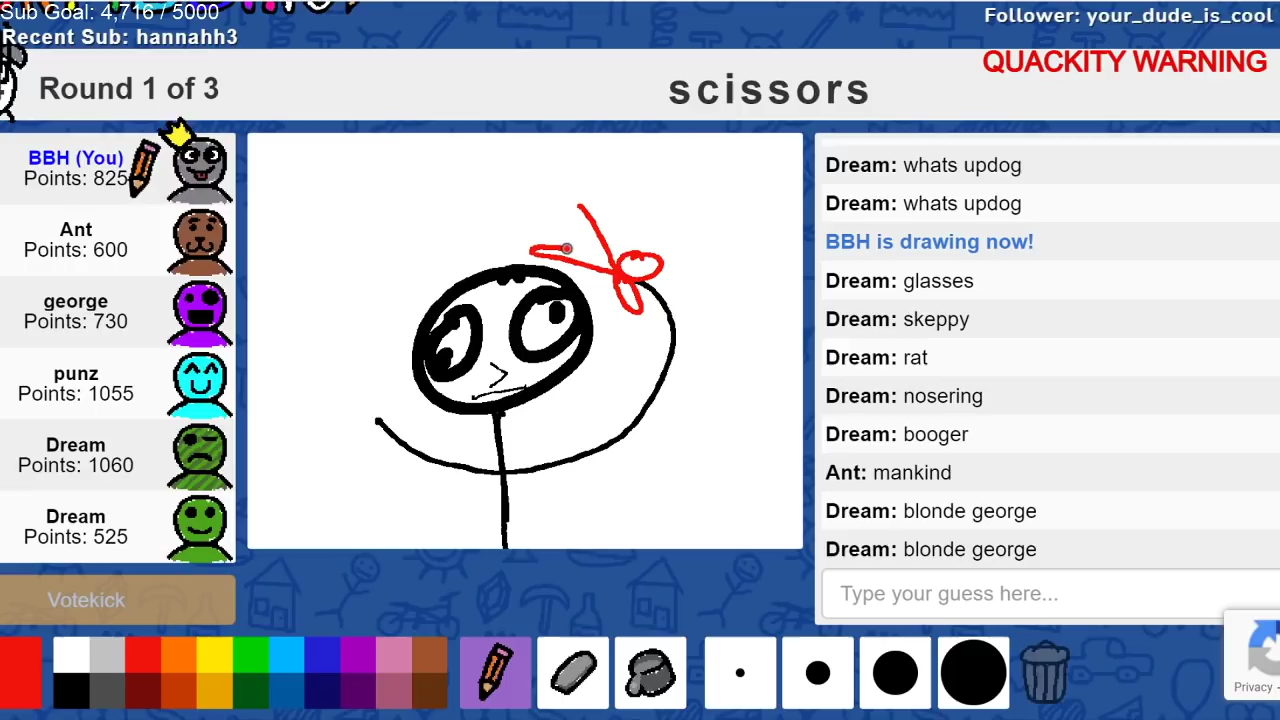 Sub Goal: 4,716 / 5000
Recent Sub: hannahh3
Follower: your_dude_is_cool
QUACKITY WARNING
Round 1 of 3
scissors
BBH (You)
Points: 825
Ant
Points: 600
george
Points: 730
punz
Points: 1055
Dream
Points: 1060
Dream
Points: 525
Votekick
Dream: whats updog
Dream: whats updog
BBH is drawing now!
Dream: glasses
Dream: skeppy
Dream: rat
Dream: nosering
Dream: booger
Ant: mankind
Dream: blonde george
Dream: blonde george
Type your guess here...
Privacy -